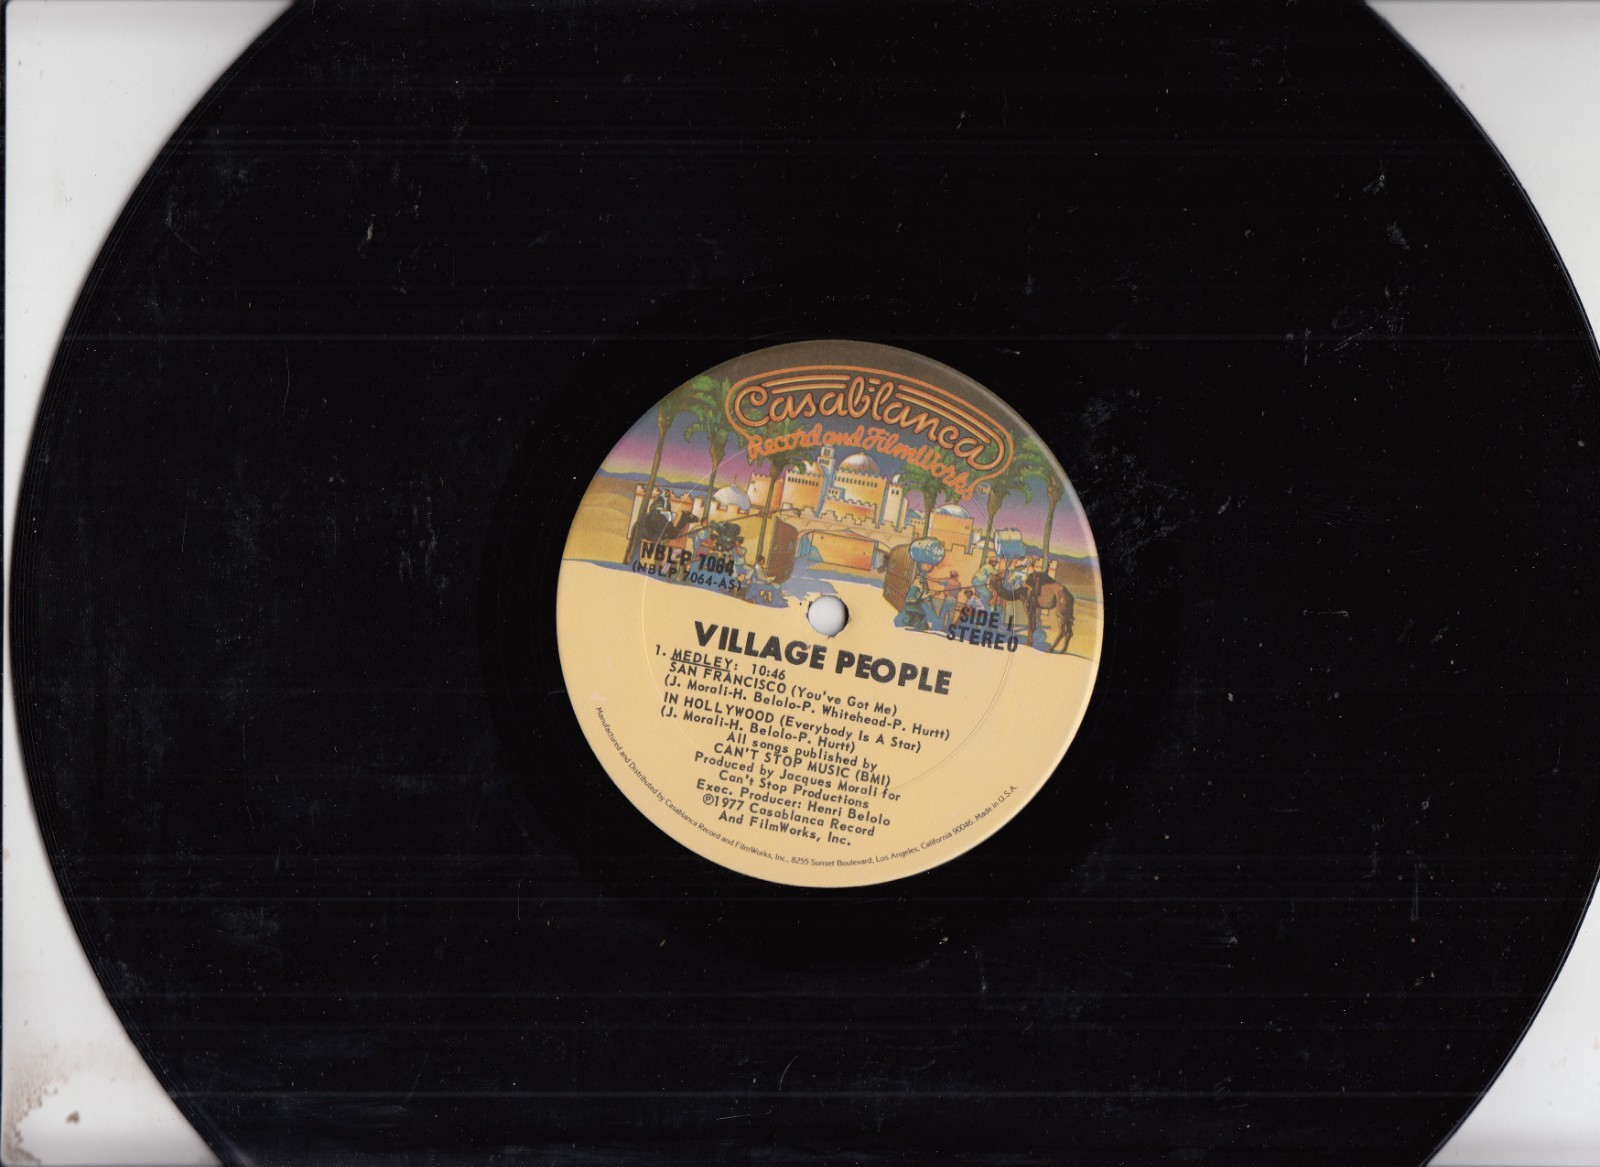 Casablanca
Record and FilmWorks
TM
NBLP 7064
(NBLP 7064-AS)
SIDE 1
STEREO
VILLAGE PEOPLE
1. MEDLEY: 10:46
SAN FRANCISCO (You've Got Me)
(J. Morali-H. Belolo-P. Whitehead-P. Hurtt)
IN HOLLYWOOD (Everybody Is A Star)
(J. Morali-H. Belolo-P. Hurtt)
All songs published by
CAN'T STOP MUSIC (BMI)
Produced by Jacques Morali for
Can't Stop Productions
Exec. Producer: Henri Belolo
℗1977 Casablanca Record
And FilmWorks, Inc.
Manufactured and Distributed by Casablanca Record and FilmWorks, Inc., 8255 Sunset Boulevard, Los Angeles, California 90046. Made in U.S.A.